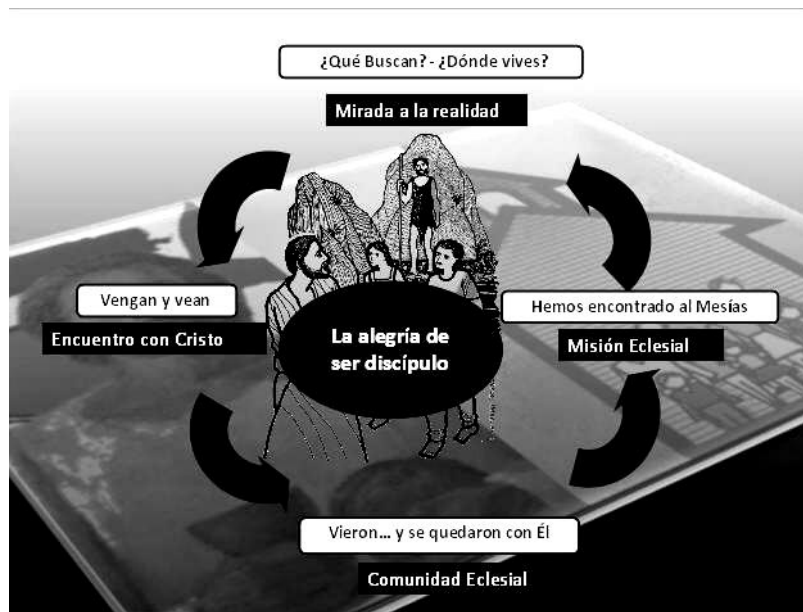 ¿Qué Buscan? - ¿Dónde vives?
Mirada a la realidad
Vengan y vean
Encuentro con Cristo
La alegría de
ser discípulo
Hemos encontrado al Mesías
Misión Eclesial
Vieron... y se quedaron con Él
Comunidad Eclesial